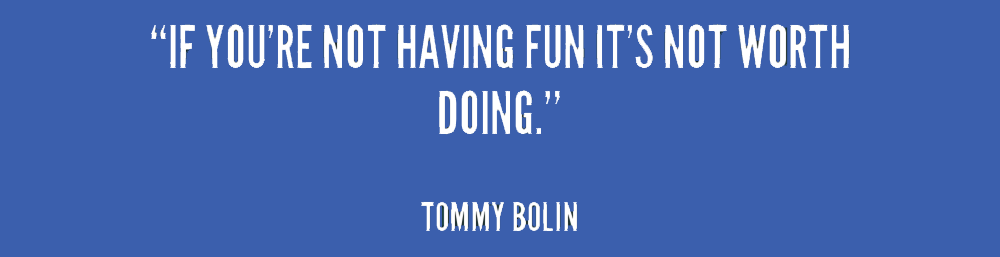 “IF YOU’RE NOT HAVING FUN IT’S NOT WORTH
DOING.”
TOMMY BOLIN